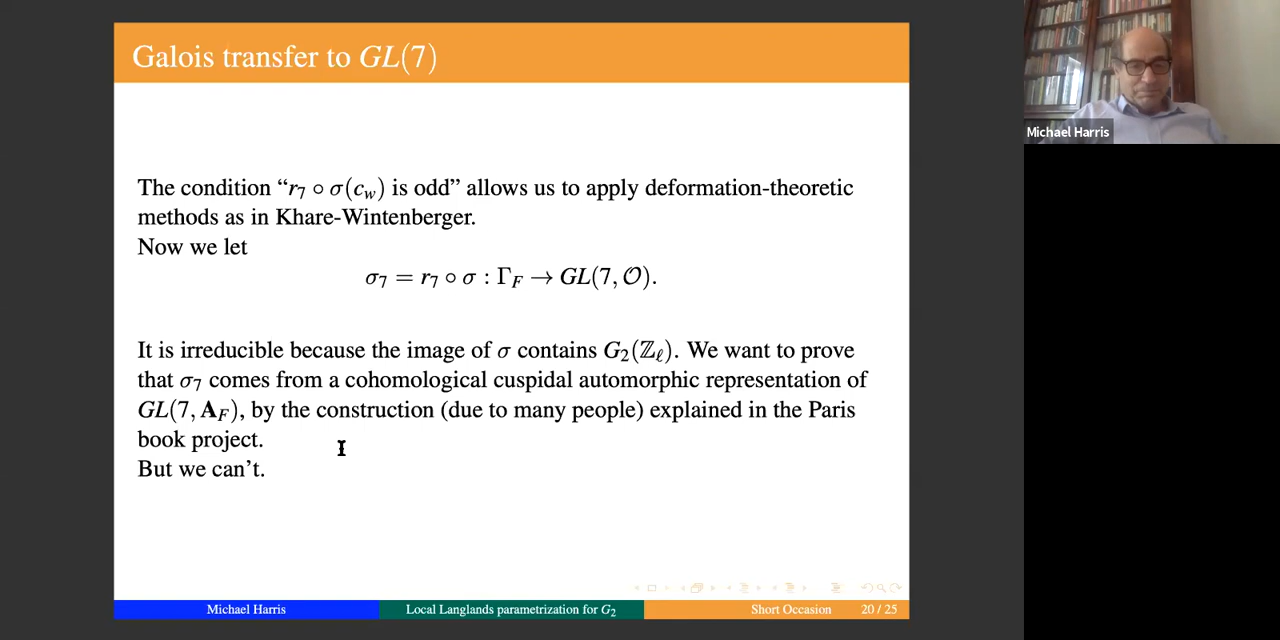 Galois transfer to GL(7)
The condition “r₇ ∘ σ(c_w) is odd” allows us to apply deformation-theoretic
methods as in Khare-Wintenberger.
Now we let
σ₇ = r₇ ∘ σ : Γ_F → GL(7, 𝒪).
It is irreducible because the image of σ contains G₂(ℤ_ℓ). We want to prove
that σ₇ comes from a cohomological cuspidal automorphic representation of
GL(7, A_F), by the construction (due to many people) explained in the Paris
book project.
But we can’t.
Michael Harris
Local Langlands parametrization for G₂
Short Occasion
20 / 25
Michael Harris